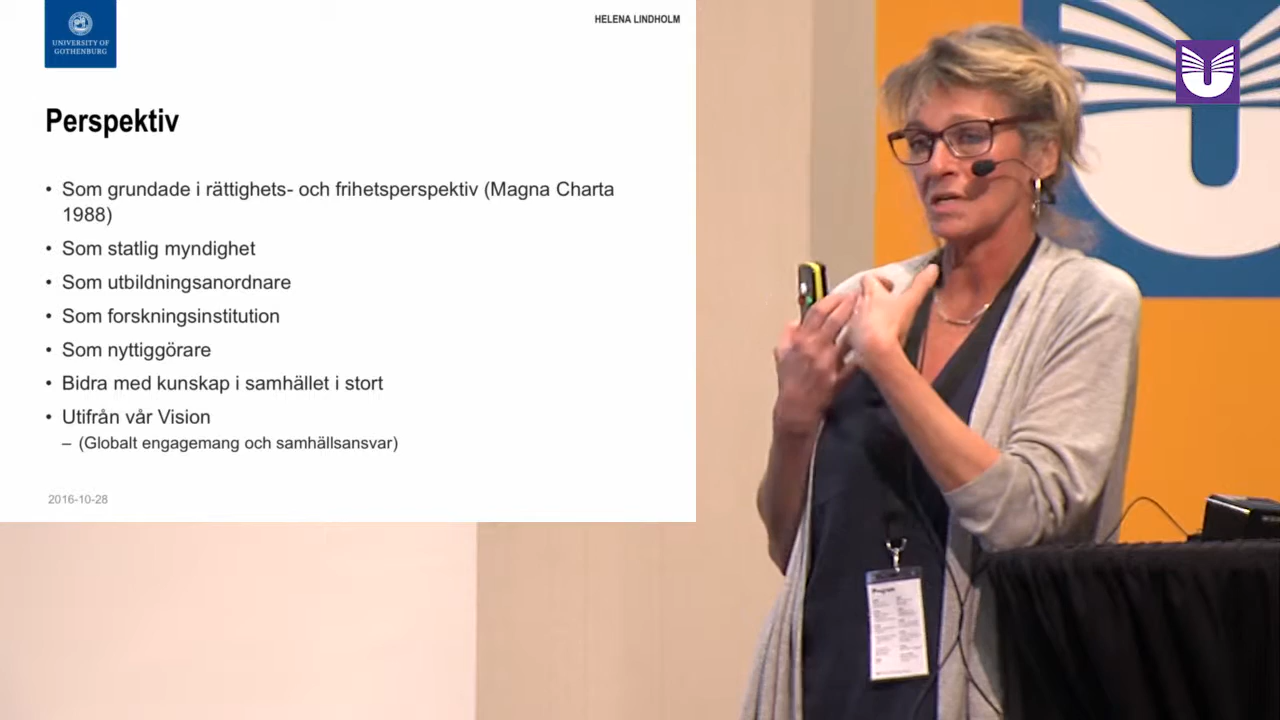 UNIVERSITY OF
GOTHENBURG
HELENA LINDHOLM
Perspektiv
• Som grundade i rättighets- och frihetsperspektiv (Magna Charta
1988)
• Som statlig myndighet
• Som utbildningsanordnare
• Som forskningsinstitution
• Som nyttiggörare
• Bidra med kunskap i samhället i stort
• Utifrån vår Vision
– (Globalt engagemang och samhällsansvar)
2016-10-28
Program